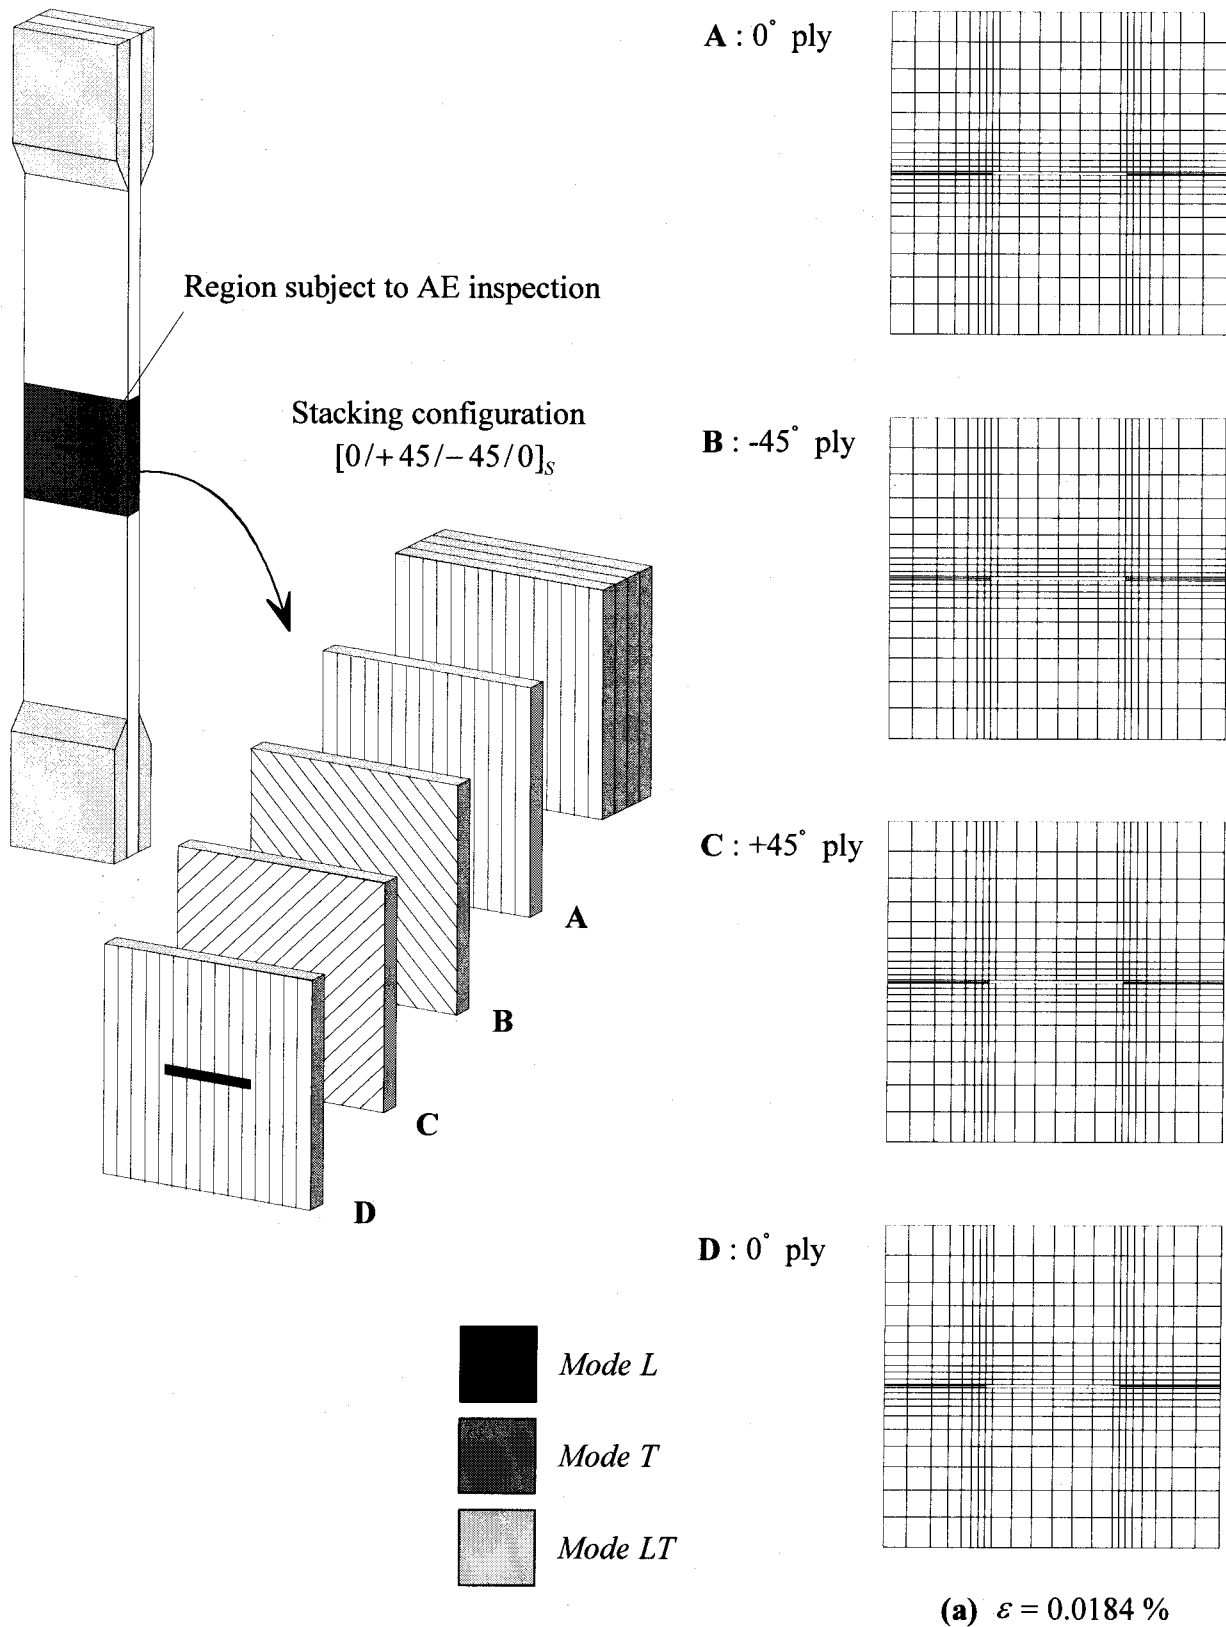 A : 0° ply
Region subject to AE inspection
Stacking configuration
[0/+45/−45/0]S
B : -45° ply
A
B
C
D
C : +45° ply
D : 0° ply
Mode L
Mode T
Mode LT
(a) ε = 0.0184 %